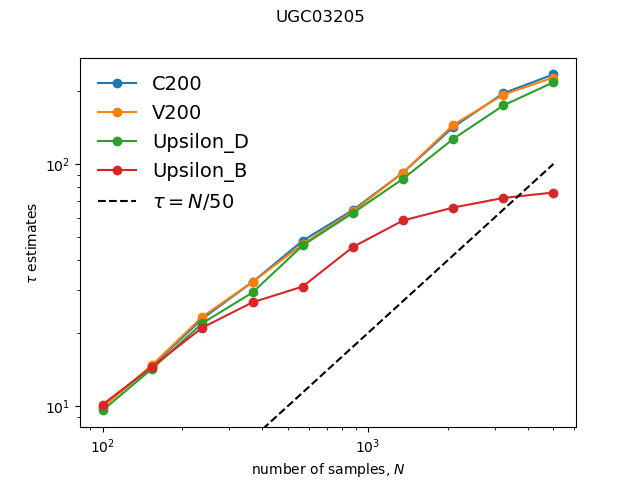 UGC03205
C200
V200
Upsilon_D
Upsilon_B
τ = N/50
10²
10¹
τ estimates
10² 10³
number of samples, N